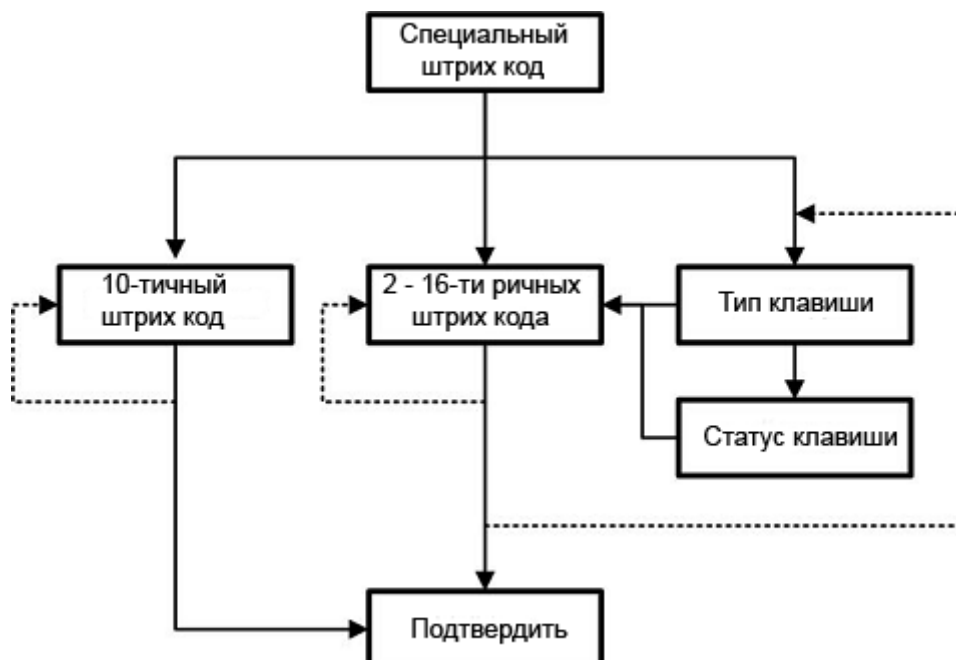 Специальный
штрих код
10-тичный
штрих код
2 - 16-ти ричных
штрих кода
Тип клавиши
Статус клавиши
Подтвердить